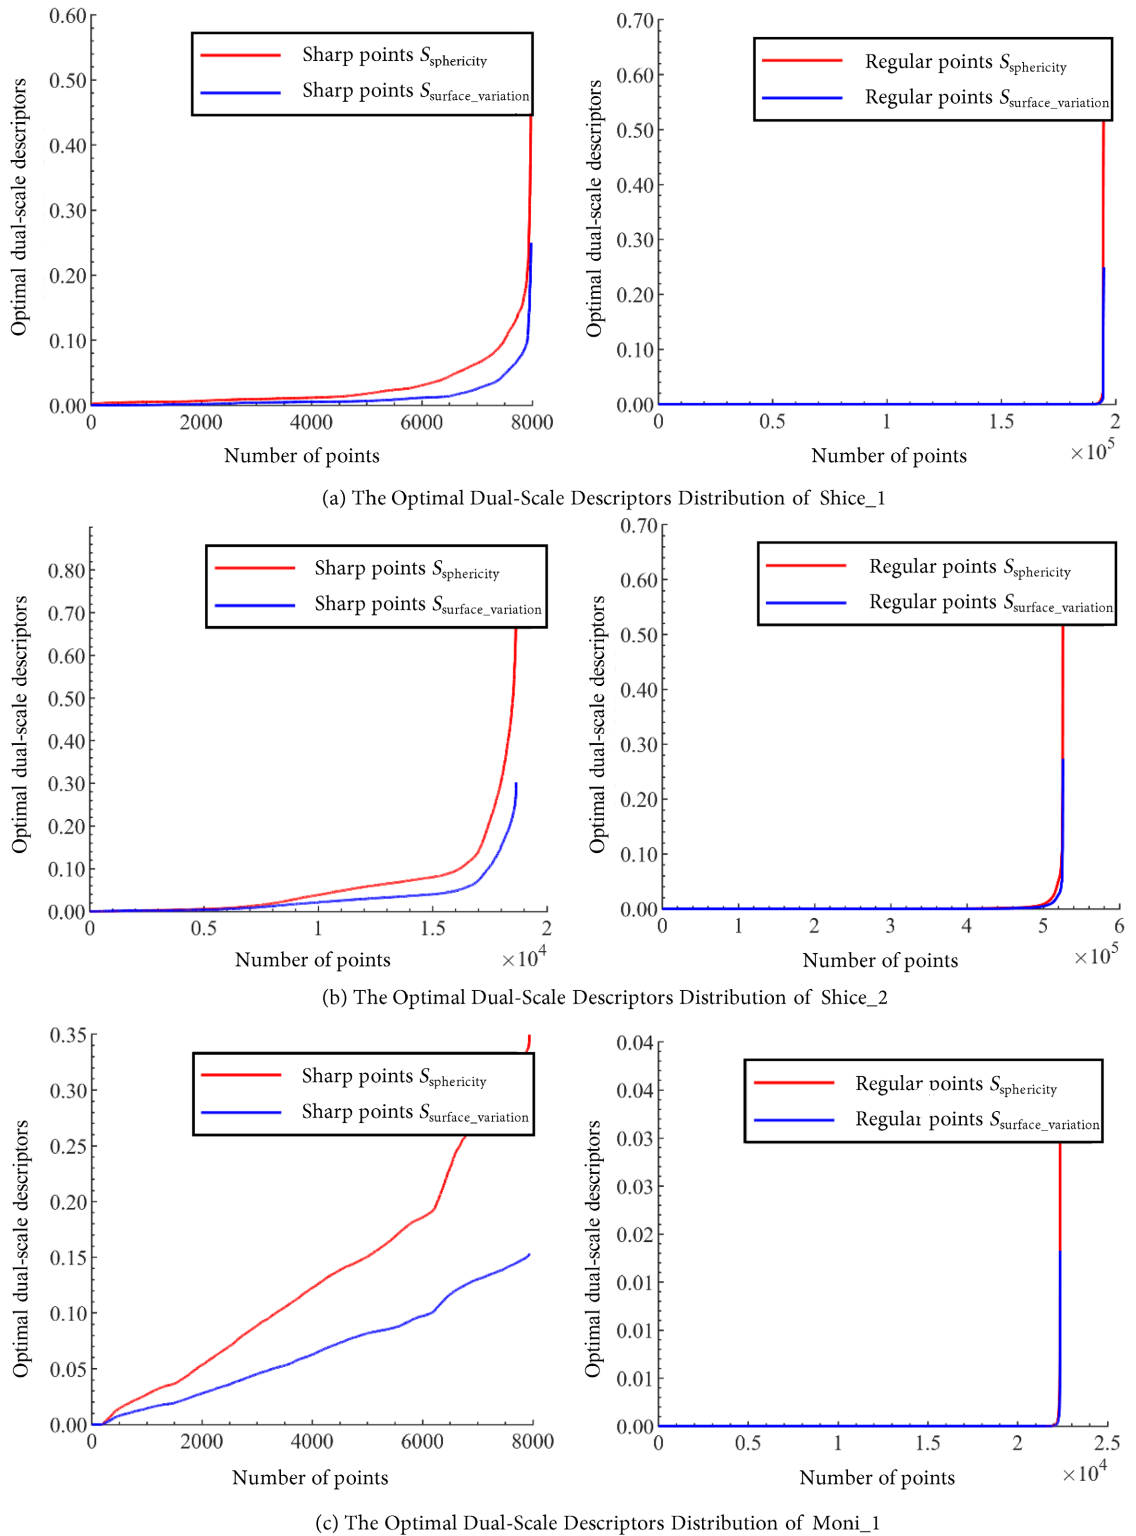 0.60
0.50
0.40
0.30
0.20
0.10
0.00
Optimal dual-scale descriptors
Sharp points Ssphericity
Sharp points Ssurface_variation
0 2000 4000 6000 8000
Number of points
0.70
0.60
0.50
0.40
0.30
0.20
0.10
0.00
Optimal dual-scale descriptors
Regular points Ssphericity
Regular points Ssurface_variation
0 0.5 1 1.5 2
×10⁵
Number of points
(a) The Optimal Dual-Scale Descriptors Distribution of Shice_1
0.80
0.70
0.60
0.50
0.40
0.30
0.20
0.10
0.00
Optimal dual-scale descriptors
Sharp points Ssphericity
Sharp points Ssurface_variation
0 0.5 1 1.5 2
×10⁴
Number of points
0.70
0.60
0.50
0.40
0.30
0.20
0.10
0.00
Optimal dual-scale descriptors
Regular points Ssphericity
Regular points Ssurface_variation
0 1 2 3 4 5 6
×10⁵
Number of points
(b) The Optimal Dual-Scale Descriptors Distribution of Shice_2
0.35
0.30
0.25
0.20
0.15
0.10
0.05
0.00
Optimal dual-scale descriptors
Sharp points Ssphericity
Sharp points Ssurface_variation
0 2000 4000 6000 8000
Number of points
0.04
0.04
0.03
0.03
0.02
0.01
0.01
0.01
0.00
Optimal dual-scale descriptors
Regular points Ssphericity
Regular points Ssurface_variation
0 0.5 1 1.5 2 2.5
×10⁴
Number of points
(c) The Optimal Dual-Scale Descriptors Distribution of Moni_1